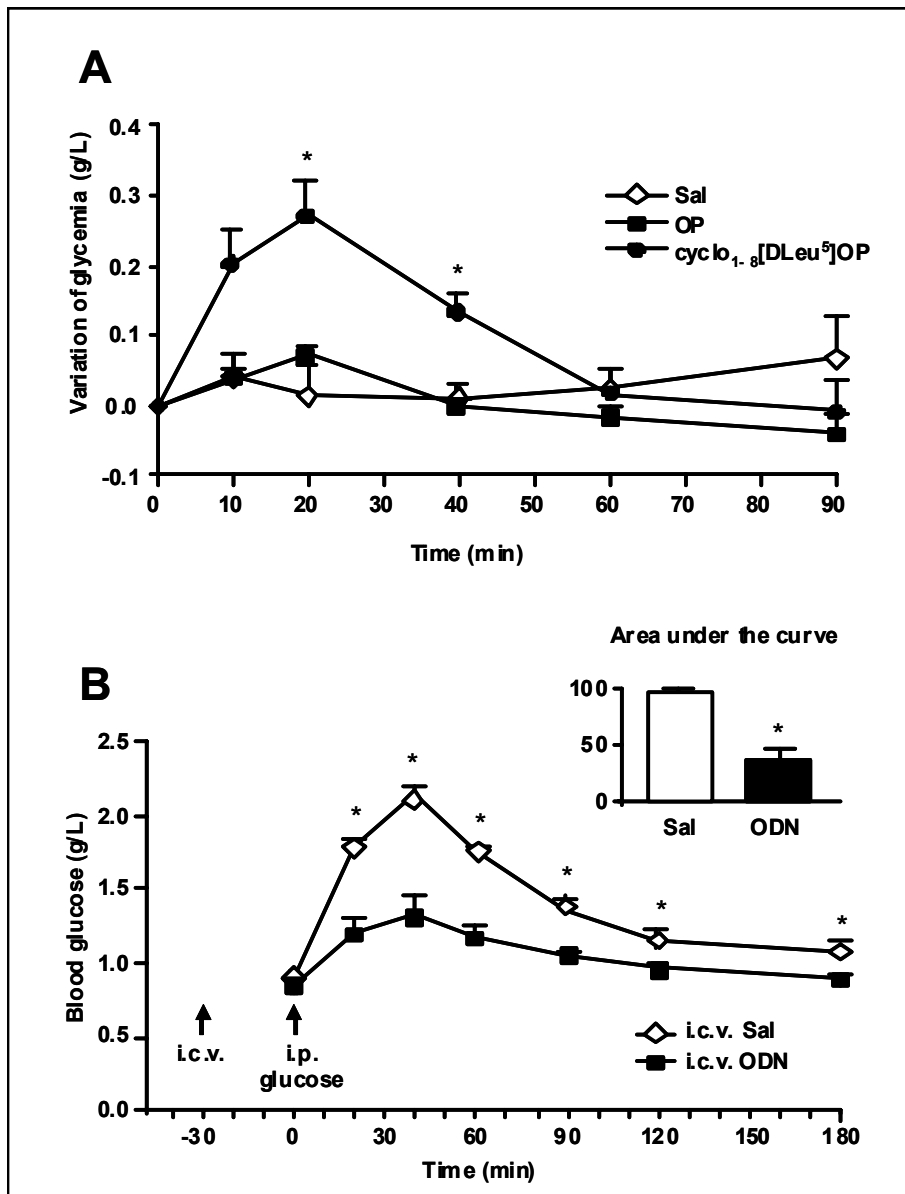 A
Variation of glycemia (g/L)
0.4
0.3
0.2
0.1
0.0
-0.1
*
*
Sal
OP
cyclo₁₋₈[DLeu⁵]OP
0 10 20 30 40 50 60 70 80 90
Time (min)
B
Area under the curve
100
50
0
*
Sal ODN
Blood glucose (g/L)
2.5
2.0
1.5
1.0
0.5
0.0
* * * * * *
i.c.v.
i.p.
glucose
i.c.v. Sal
i.c.v. ODN
-30 0 30 60 90 120 150 180
Time (min)